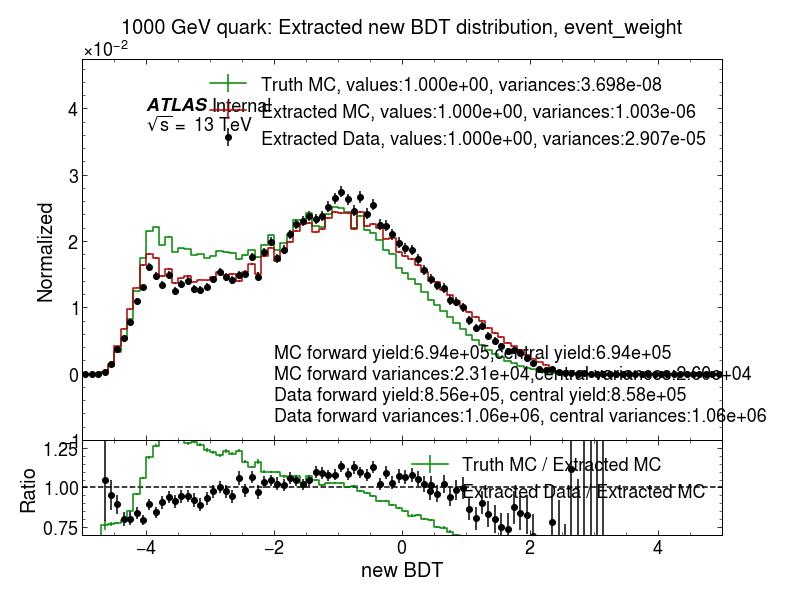 1000 GeV quark: Extracted new BDT distribution, event_weight
×10−2
Truth MC, values:1.000e+00, variances:3.698e-08
ATLAS Internal
Extracted MC, values:1.000e+00, variances:1.003e-06
√s = 13 TeV
Extracted Data, values:1.000e+00, variances:2.907e-05
4
3
2
1
0
−1
Normalized
MC forward yield:6.94e+05,central yield:6.94e+05
MC forward variances:2.31e+04,central variances:2.69e+04
Data forward yield:8.56e+05, central yield:8.58e+05
Data forward variances:1.06e+06, central variances:1.06e+06
1.25
1.00
0.75
Ratio
Truth MC / Extracted MC
Extracted Data / Extracted MC
−4 −2 0 2 4
new BDT